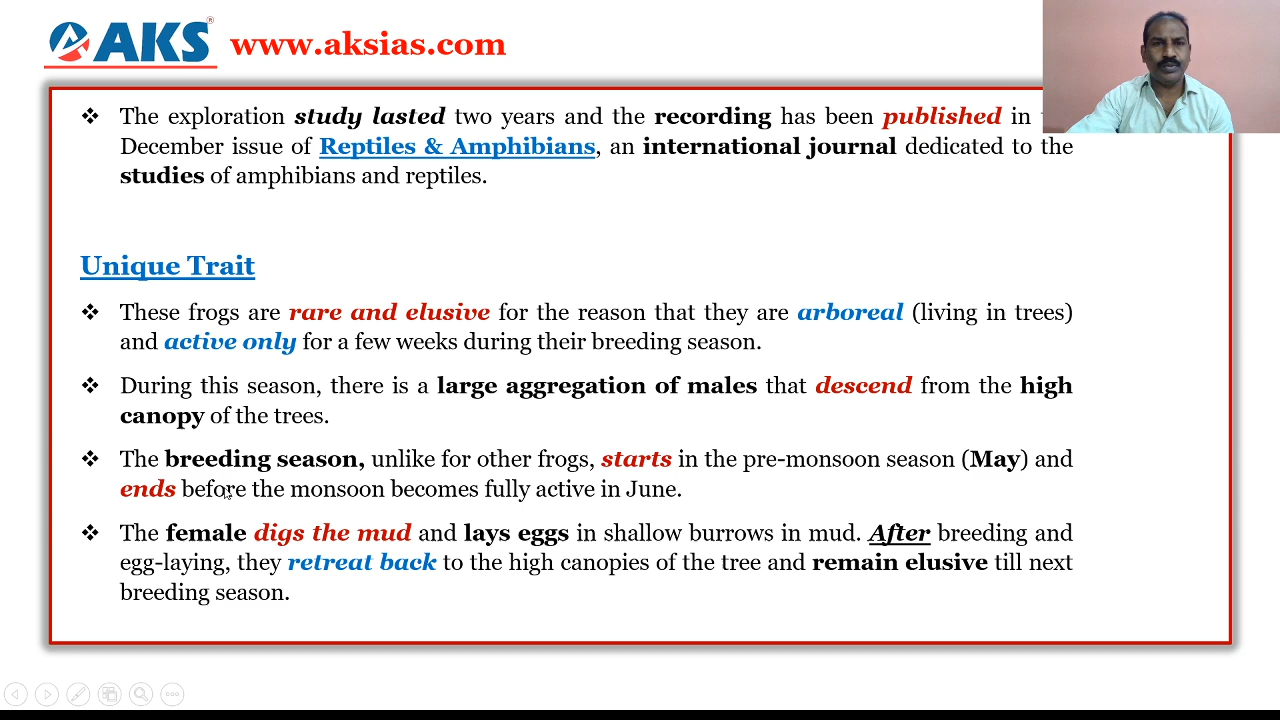 AKS
www.aksias.com
❖ The exploration study lasted two years and the recording has been published in
December issue of Reptiles & Amphibians, an international journal dedicated to the
studies of amphibians and reptiles.
Unique Trait
❖ These frogs are rare and elusive for the reason that they are arboreal (living in trees)
and active only for a few weeks during their breeding season.
❖ During this season, there is a large aggregation of males that descend from the high
canopy of the trees.
❖ The breeding season, unlike for other frogs, starts in the pre-monsoon season (May) and
ends before the monsoon becomes fully active in June.
❖ The female digs the mud and lays eggs in shallow burrows in mud. After breeding and
egg-laying, they retreat back to the high canopies of the tree and remain elusive till next
breeding season.